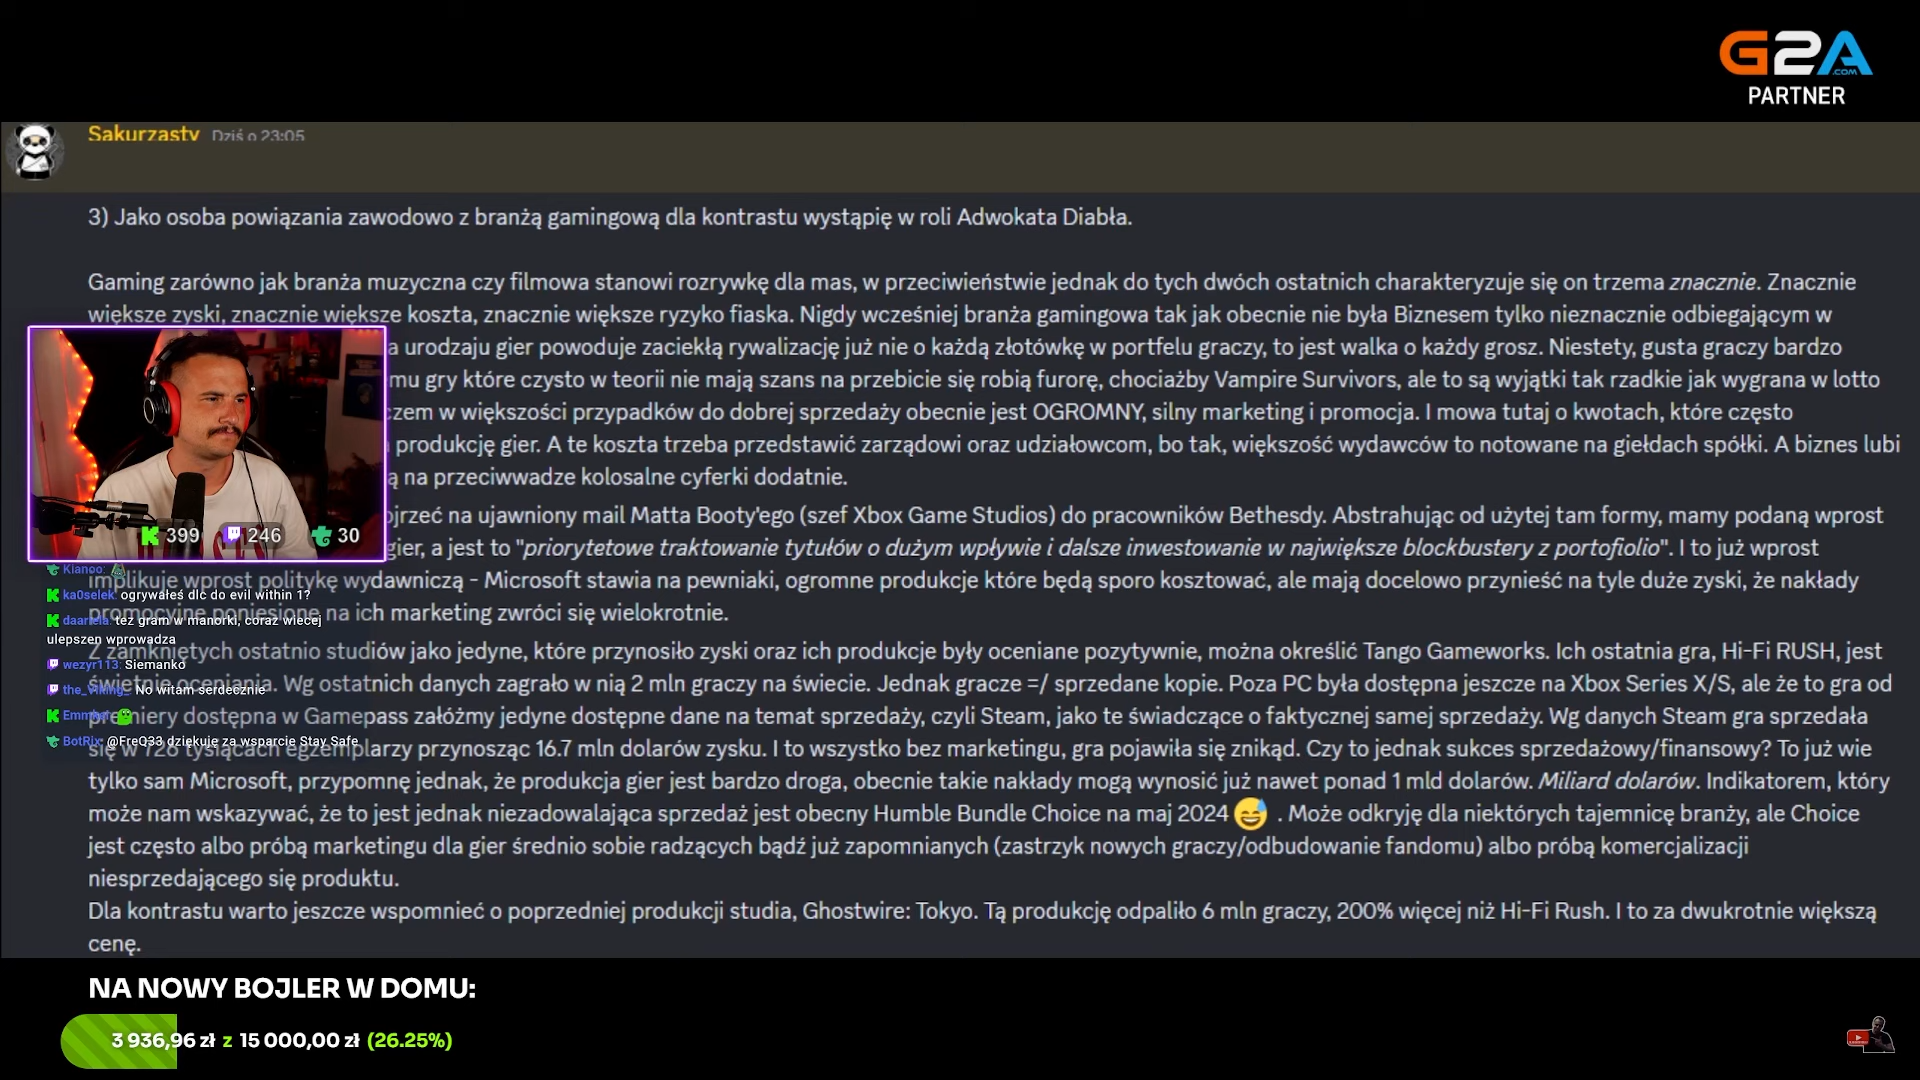 G2A
.COM
PARTNER
Sakurzasty Dziś o 23:05
3) Jako osoba powiązania zawodowo z branżą gamingową dla kontrastu wystąpię w roli Adwokata Diabła.
Gaming zarówno jak branża muzyczna czy filmowa stanowi rozrywkę dla mas, w przeciwieństwie jednak do tych dwóch ostatnich charakteryzuje się on trzema znacznie. Znacznie
większe zyski, znacznie większe koszta, znacznie większe ryzyko fiaska. Nigdy wcześniej branża gamingowa tak jak obecnie nie była Biznesem tylko nieznacznie odbiegającym w
a urodzaju gier powoduje zaciekłą rywalizację już nie o każdą złotówkę w portfelu graczy, to jest walka o każdy grosz. Niestety, gusta graczy bardzo
mu gry które czysto w teorii nie mają szans na przebicie się robią furorę, chociażby Vampire Survivors, ale to są wyjątki tak rzadkie jak wygrana w lotto
czem w większości przypadków do dobrej sprzedaży obecnie jest OGROMNY, silny marketing i promocja. I mowa tutaj o kwotach, które często
produkcję gier. A te koszta trzeba przedstawić zarządowi oraz udziałowcom, bo tak, większość wydawców to notowane na giełdach spółki. A biznes lubi
ą na przeciwwadze kolosalne cyferki dodatnie.
ojrzeć na ujawniony mail Matta Booty'ego (szef Xbox Game Studios) do pracowników Bethesdy. Abstrahując od użytej tam formy, mamy podaną wprost
gier, a jest to "priorytetowe traktowanie tytułów o dużym wpływie i dalsze inwestowanie w największe blockbustery z portofiolio". I to już wprost
implikuje wprost politykę wydawniczą - Microsoft stawia na pewniaki, ogromne produkcje które będą sporo kosztować, ale mają docelowo przynieść na tyle duże zyski, że nakłady
promocyjne poniesione na ich marketing zwróci się wielokrotnie.
Z zamkniętych ostatnio studiów jako jedyne, które przynosiło zyski oraz ich produkcje były oceniane pozytywnie, można określić Tango Gameworks. Ich ostatnia gra, Hi-Fi RUSH, jest
świetnie oceniania. Wg ostatnich danych zagrało w nią 2 mln graczy na świecie. Jednak gracze =/ sprzedane kopie. Poza PC była dostępna jeszcze na Xbox Series X/S, ale że to gra od
premiery dostępna w Gamepass załóżmy jedyne dostępne dane na temat sprzedaży, czyli Steam, jako te świadczące o faktycznej samej sprzedaży. Wg danych Steam gra sprzedała
się w 726 tysiącach egzemplarzy przynosząc 16.7 mln dolarów zysku. I to wszystko bez marketingu, gra pojawiła się znikąd. Czy to jednak sukces sprzedażowy/finansowy? To już wie
tylko sam Microsoft, przypomnę jednak, że produkcja gier jest bardzo droga, obecnie takie nakłady mogą wynosić już nawet ponad 1 mld dolarów. Miliard dolarów. Indikatorem, który
może nam wskazywać, że to jest jednak niezadowalająca sprzedaż jest obecny Humble Bundle Choice na maj 2024 😅 . Może odkryję dla niektórych tajemnicę branży, ale Choice
jest często albo próbą marketingu dla gier średnio sobie radzących bądź już zapomnianych (zastrzyk nowych graczy/odbudowanie fandomu) albo próbą komercjalizacji
niesprzedającego się produktu.
Dla kontrastu warto jeszcze wspomnieć o poprzedniej produkcji studia, Ghostwire: Tokyo. Tą produkcję odpaliło 6 mln graczy, 200% więcej niż Hi-Fi Rush. I to za dwukrotnie większą
cenę.
399 246 30
Kianoo:
ka0selek: ogrywałeś dlc do evil within 1?
daariela: też gram w manorki, coraz wiecej
ulepszen wprowadza
wezyr113: Siemanko
the_viking_: No witam serdecznie
BotRix: @FreQ33 dziękuję za wsparcie Stay Safe
NA NOWY BOJLER W DOMU:
3 936,96 zł z 15 000,00 zł (26.25%)